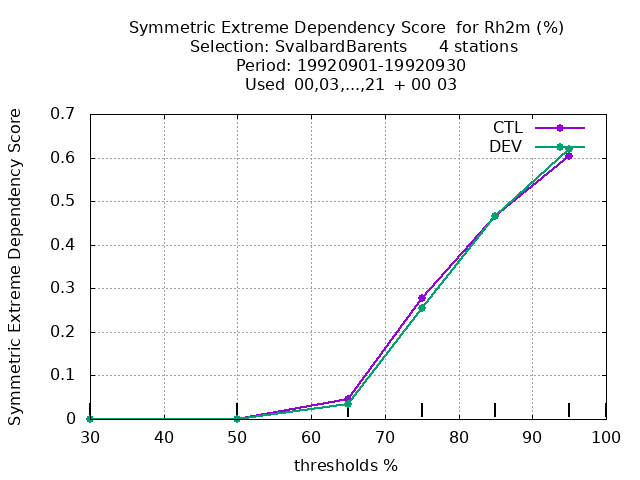 Symmetric Extreme Dependency Score  for Rh2m (%)
Selection: SvalbardBarents      4 stations
Period: 19920901-19920930
Used  00,03,...,21  + 00 03
Symmetric Extreme Dependency Score
0.7
0.6
0.5
0.4
0.3
0.2
0.1
0
CTL
DEV
30 40 50 60 70 80 90 100
thresholds %